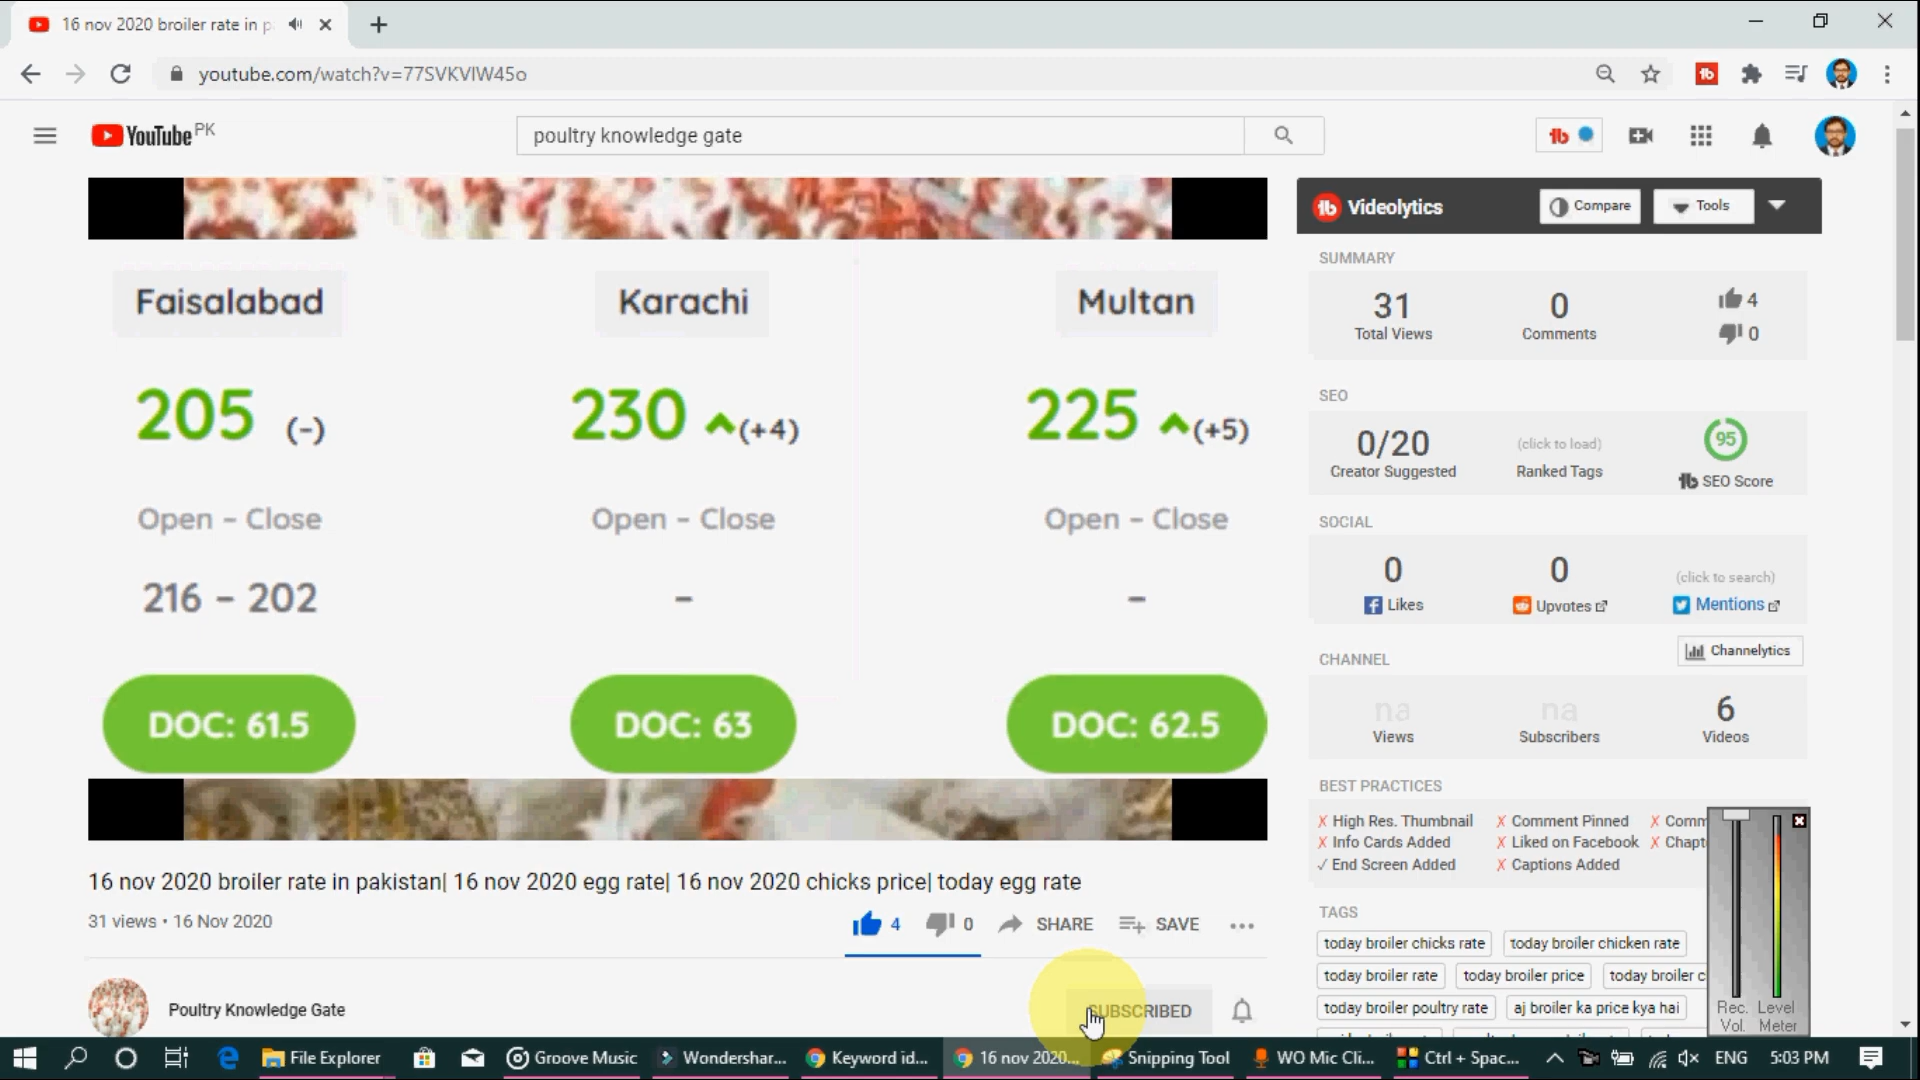 16 nov 2020 broiler rate in p
youtube.com/watch?v=77SVKVlW45o
YouTube PK
poultry knowledge gate
Faisalabad Karachi Multan
205 (-) 230 (+4) 225 (+5)
Open - Close Open - Close Open - Close
216 - 202 - -
DOC: 61.5 DOC: 63 DOC: 62.5
16 nov 2020 broiler rate in pakistan| 16 nov 2020 egg rate| 16 nov 2020 chicks price| today egg rate
31 views • 16 Nov 2020
4 0 SHARE SAVE
Poultry Knowledge Gate
SUBSCRIBED
Videolytics Compare Tools
SUMMARY
31 0 4
Total Views Comments 0
SEO
0/20 (click to load) 95
Creator Suggested Ranked Tags SEO Score
SOCIAL
0 0 (click to search)
Likes Upvotes Mentions
CHANNEL Channelytics
na na 6
Views Subscribers Videos
BEST PRACTICES
X High Res. Thumbnail X Comment Pinned X Comm
X Info Cards Added X Liked on Facebook X Chapt
✓ End Screen Added X Captions Added
TAGS
today broiler chicks rate today broiler chicken rate
today broiler rate today broiler price today broiler c
today broiler poultry rate aj broiler ka price kya hai
Rec. Level
Vol. Meter
File Explorer Groove Music Wondershar... Keyword id... 16 nov 2020... Snipping Tool WO Mic Cli... Ctrl + Spac... ENG 5:03 PM